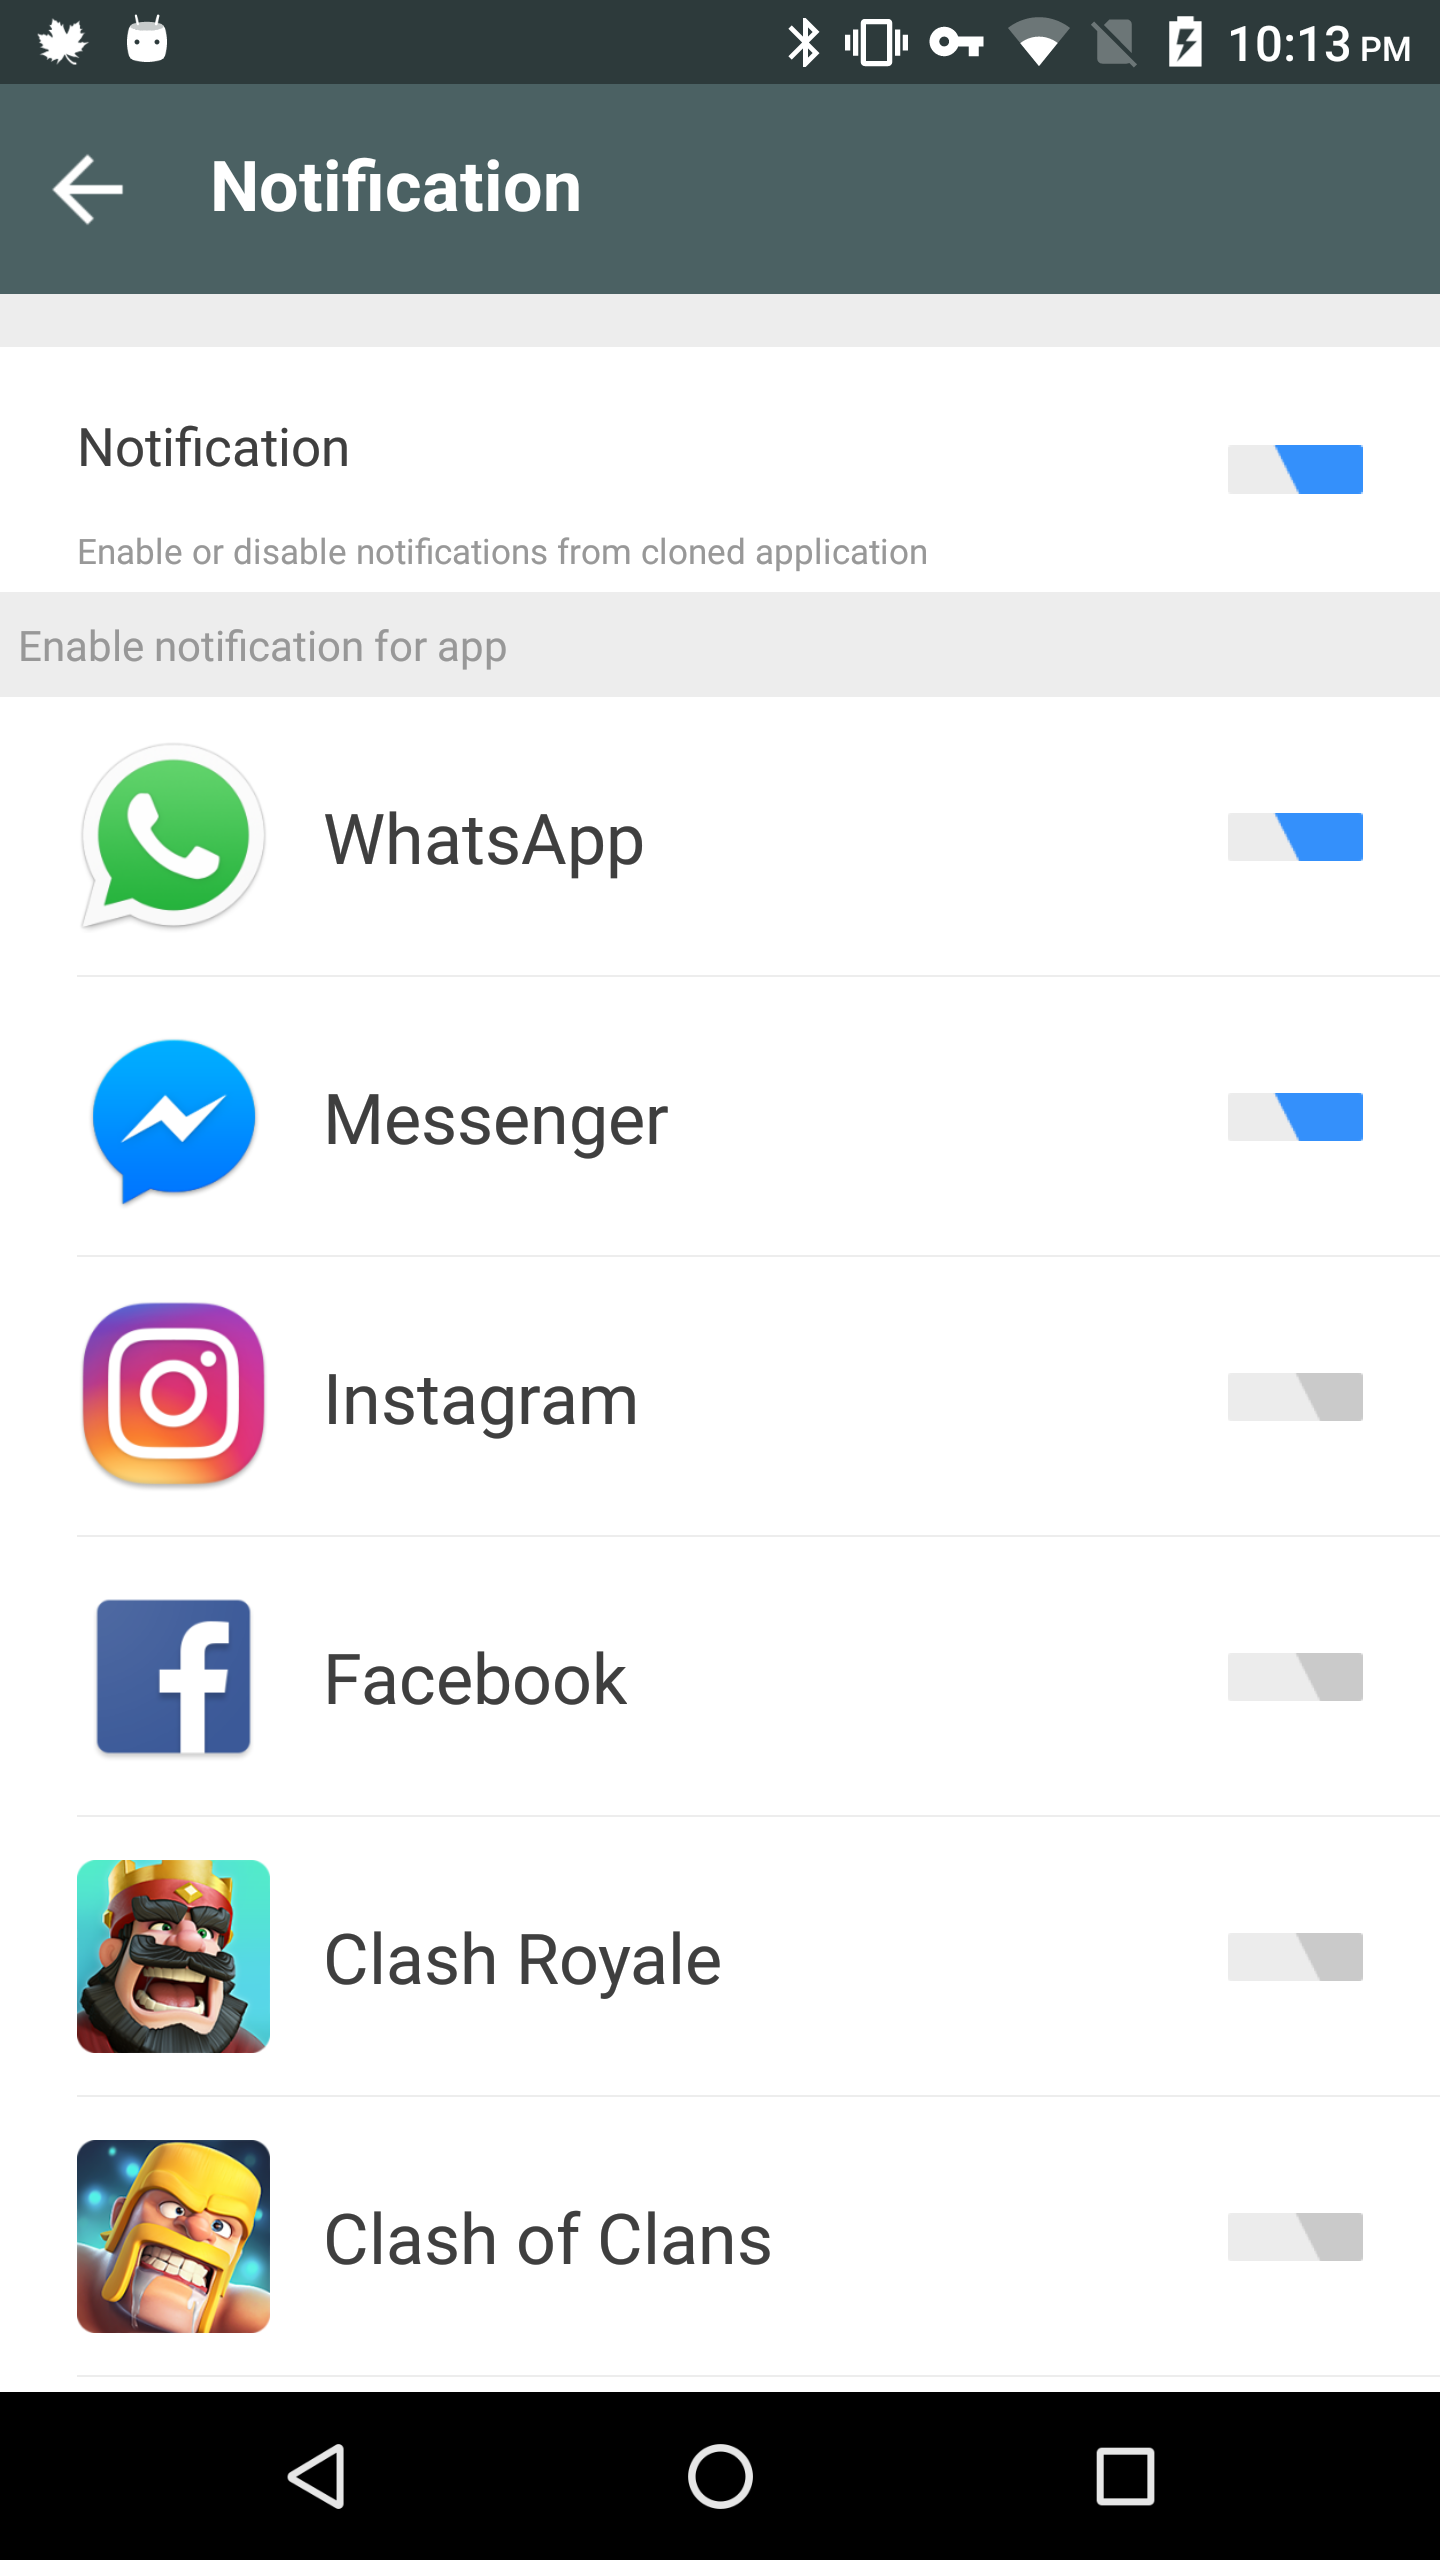 10:13 PM
Notification
Notification
Enable or disable notifications from cloned application
Enable notification for app
WhatsApp
Messenger
Instagram
Facebook
Clash Royale
Clash of Clans